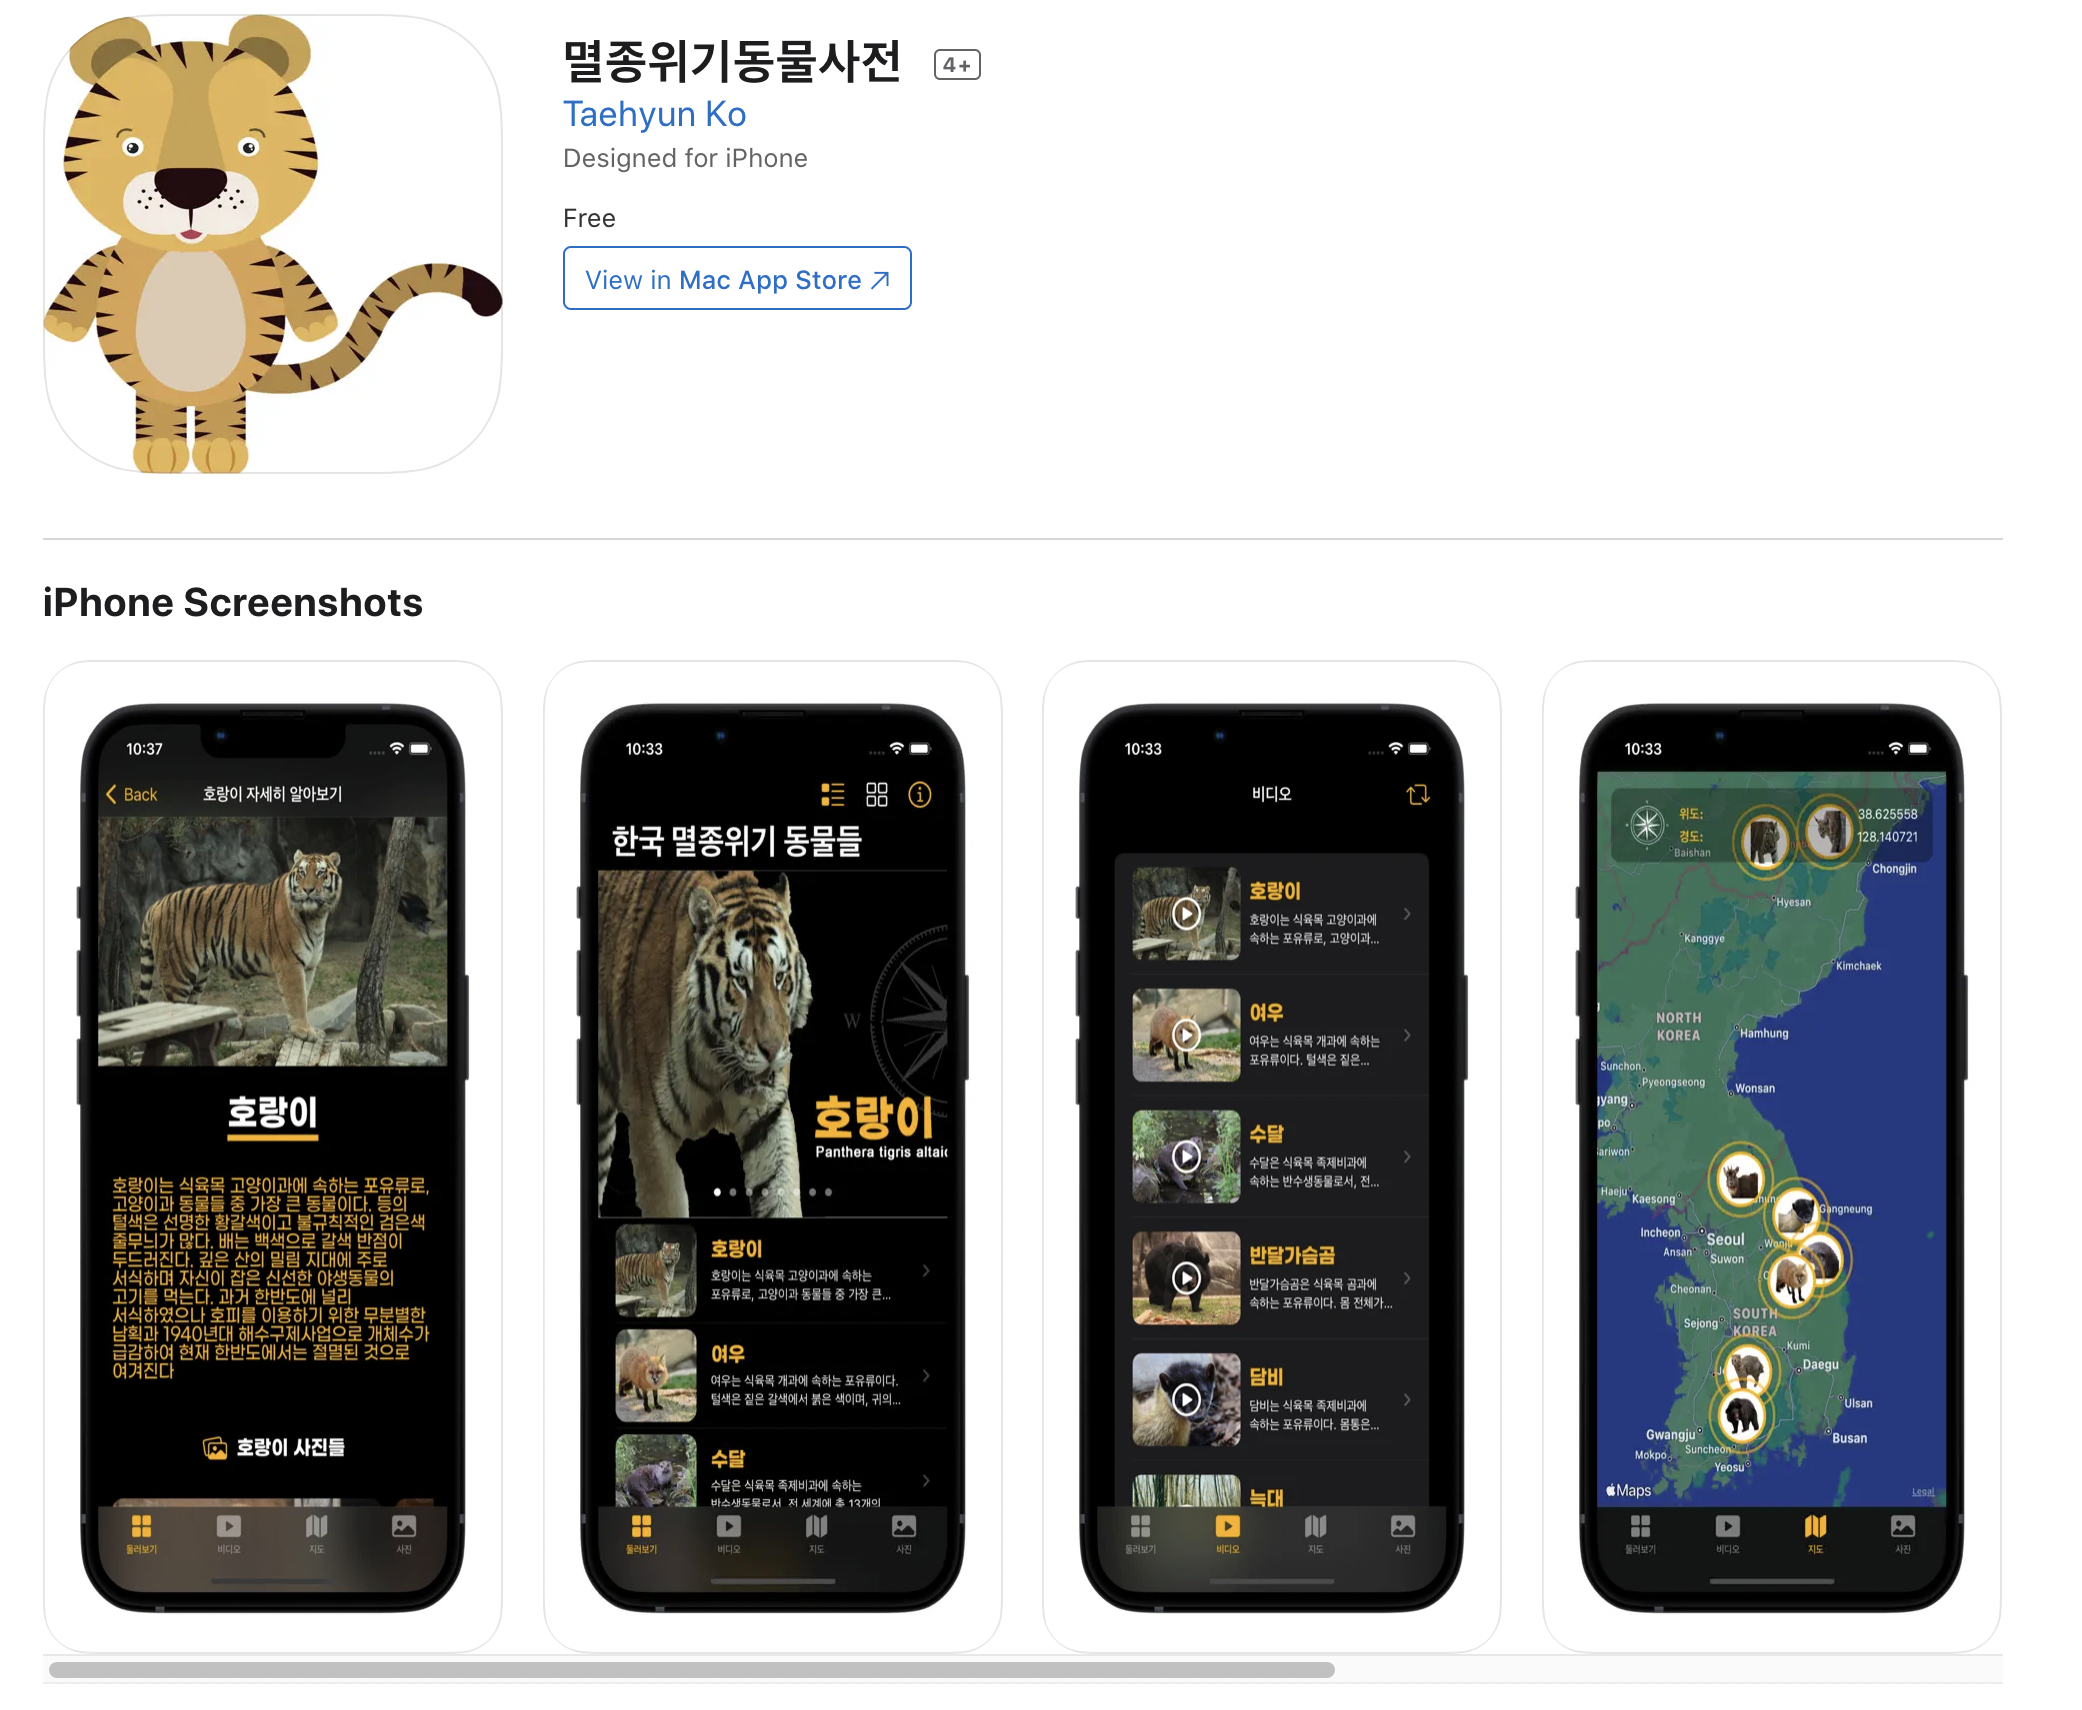 멸종위기동물사전 4+
Taehyun Ko
Designed for iPhone
Free
View in Mac App Store
iPhone Screenshots
10:37
Back 호랑이 자세히 알아보기
호랑이
호랑이는 식육목 고양이과에 속하는 포유류로,
고양이과 동물들 중 가장 큰 동물이다. 등의
털색은 선명한 황갈색이고 불규칙적인 검은색
줄무늬가 많다. 배는 백색으로 갈색 반점이
두드러진다. 깊은 산의 밀림 지대에 주로
서식하며 자신이 잡은 신선한 야생동물의
고기를 먹는다. 과거 한반도에 널리
서식하였으나 호피를 이용하기 위한 무분별한
남획과 1940년대 해수구제사업으로 개체수가
급감하여 현재 한반도에서는 절멸된 것으로
여겨진다
호랑이 사진들
둘러보기 비디오 지도 사진
10:33
한국 멸종위기 동물들
W
호랑이
Panthera tigris altaic
호랑이
호랑이는 식육목 고양이과에 속하는
포유류로, 고양이과 동물들 중 가장 큰...
여우
여우는 식육목 개과에 속하는 포유류이다.
털색은 짙은 갈색에서 붉은 색이며, 귀의...
수달
수달은 식육목 족제비과에 속하는
반수생동물로서, 전 세계에 총 13개의
둘러보기 비디오 지도 사진
10:33
비디오
호랑이
호랑이는 식육목 고양이과에
속하는 포유류로, 고양이과...
여우
여우는 식육목 개과에 속하는
포유류이다. 털색은 짙은...
수달
수달은 식육목 족제비과에
속하는 반수생동물로서, 전...
반달가슴곰
반달가슴곰은 식육목 곰과에
속하는 포유류이다. 몸 전체가...
담비
담비는 식육목 족제비과에
속하는 포유류이다. 몸통은...
늑대
둘러보기 비디오 지도 사진
10:33
위도: 38.625558
경도: 128.140721
Baishan
Chongjin
Hyesan
Kanggye
Kimchaek
NORTH
KOREA
Hamhung
Sunchon
Pyeongseong
Wonsan
gyang
po
ariwon
Haeju
Kaesong
Gangneung
Incheon
Seoul
Wonju
Ansan
Suwon
Cheonan
SOUTH
KOREA
Sejong
Kumi
Daegu
Ulsan
Gwangju
Busan
Mokpo
Suncheon
Yeosu
Maps
Legal
둘러보기 비디오 지도 사진